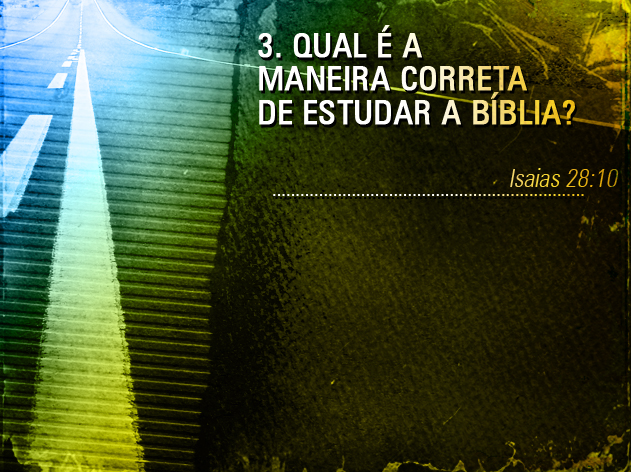 3. QUAL É A
MANEIRA CORRETA
DE ESTUDAR A BÍBLIA?
Isaias 28:10